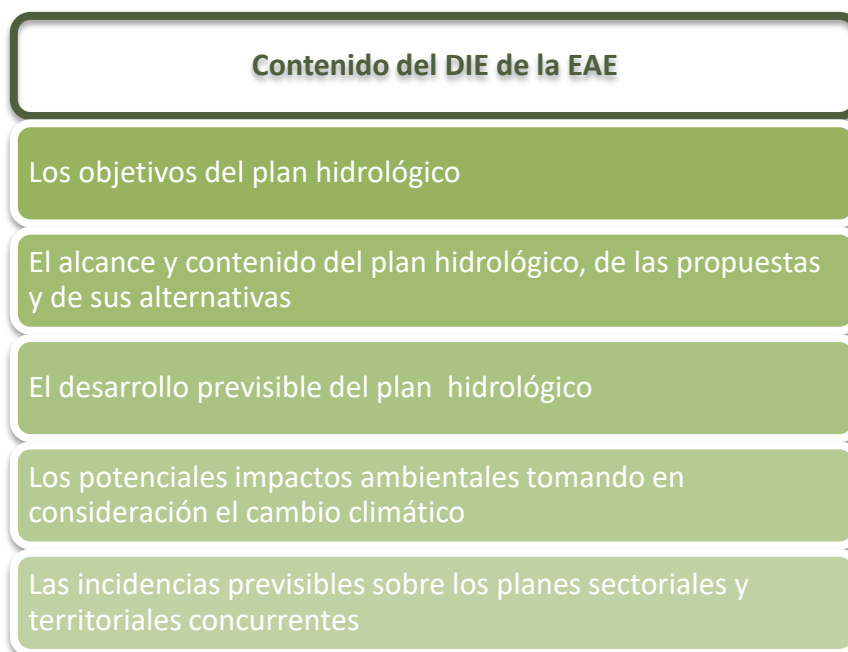 Contenido del DIE de la EAE
Los objetivos del plan hidrológico
El alcance y contenido del plan hidrológico, de las propuestas
y de sus alternativas
El desarrollo previsible del plan  hidrológico
Los potenciales impactos ambientales tomando en
consideración el cambio climático
Las incidencias previsibles sobre los planes sectoriales y
territoriales concurrentes